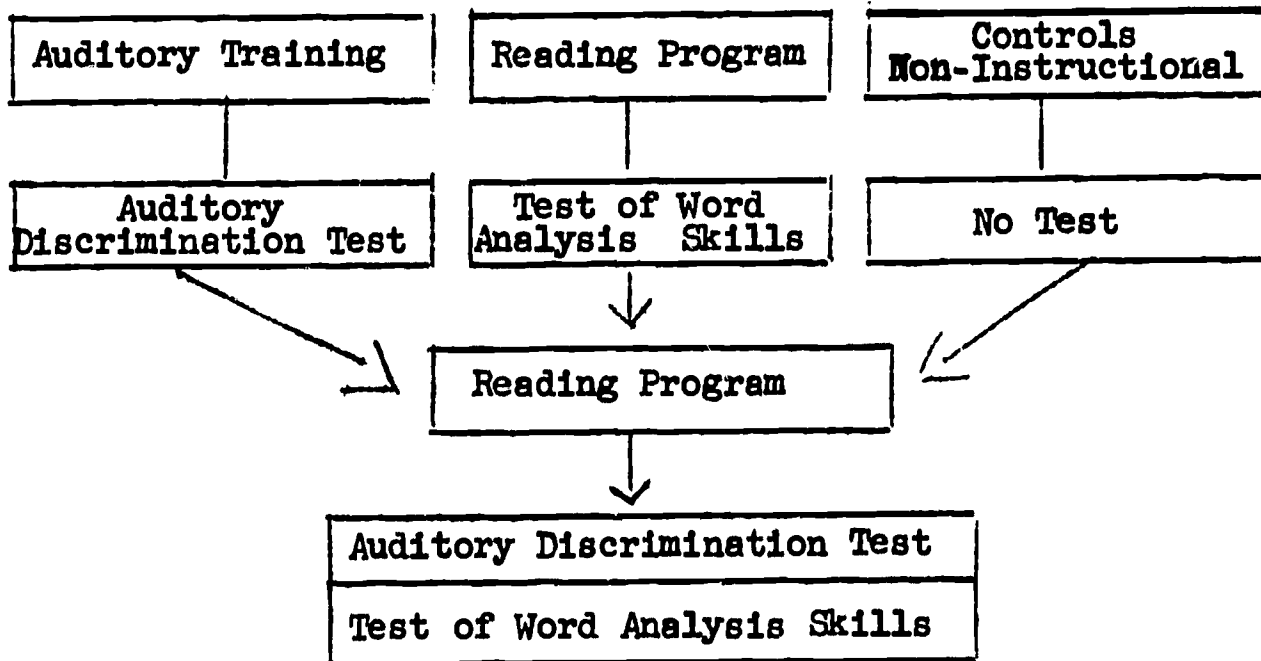 Auditory Training
Reading Program
Controls
Non-Instructional
Auditory
Discrimination Test
Test of Word
Analysis Skills
No Test
Reading Program
Auditory Discrimination Test
Test of Word Analysis Skills